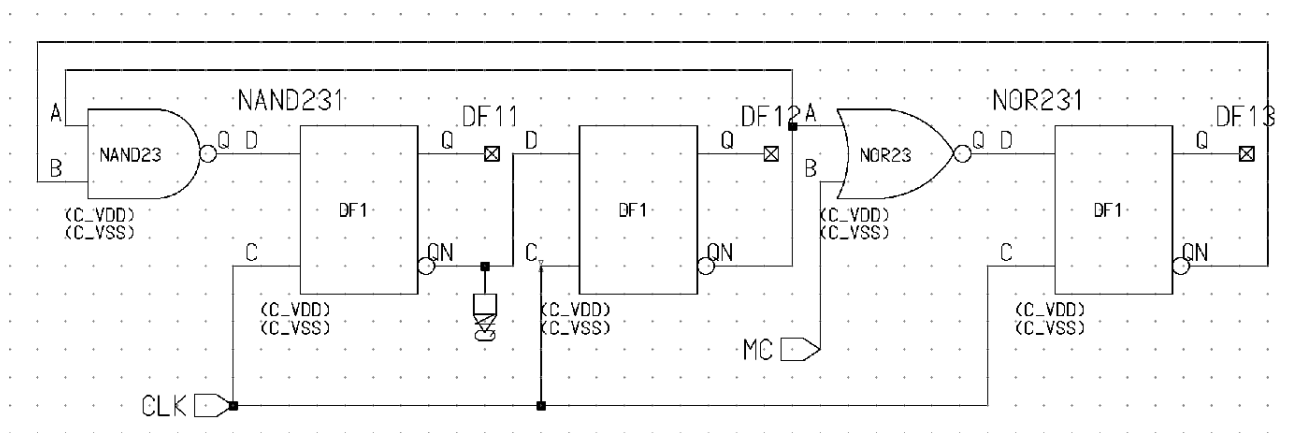 NAND231
DF11
DF12
NOR231
DF13
A
NAND23
Q
D
Q
D
Q
A
NOR23
Q
D
Q
B
B
(C_VDD)
(C_VSS)
DF1
DF1
(C_VDD)
(C_VSS)
DF1
C
QN
C
QN
C
QN
(C_VDD)
(C_VSS)
(C_VDD)
(C_VSS)
(C_VDD)
(C_VSS)
MC
CLK